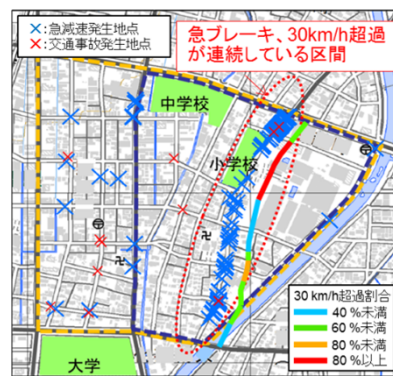 ×:急減速発生地点
×:交通事故発生地点
急ブレーキ、30km/h超過
が連続している区間
中学校
小学校
大学
30 km/h超過割合
40 %未満
60 %未満
80 %未満
80 %以上